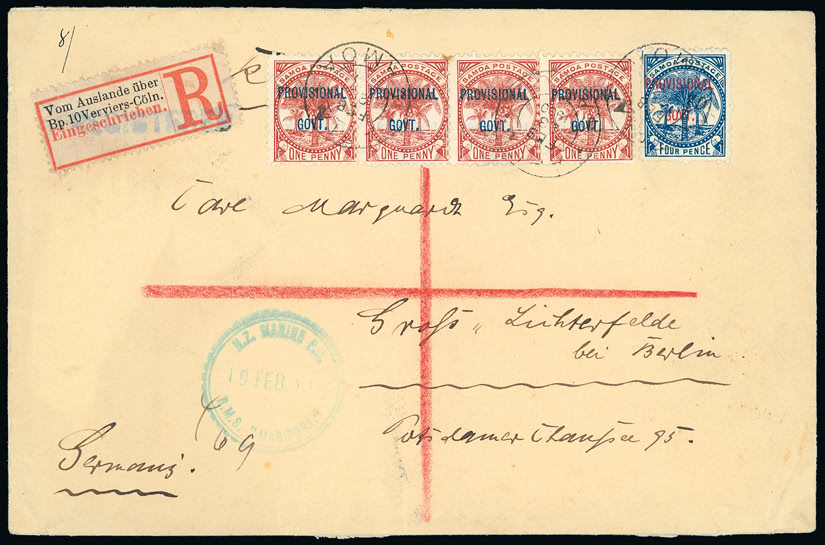 8/
Vom Auslande über
Bp.10 Verviers-Cöln.
Eingeschrieben.
R
SAMOA POSTAGE
PROVISIONAL
GOVT.
ONE PENNY
SAMOA POSTAGE
PROVISIONAL
GOVT.
ONE PENNY
SAMOA POSTAGE
PROVISIONAL
GOVT.
ONE PENNY
SAMOA POSTAGE
PROVISIONAL
GOVT.
ONE PENNY
SAMOA POSTAGE
PROVISIONAL
GOVT.
FOUR PENCE
Carl Marquardt Esq.
Gross„ Lichterfelde
bei Berlin
Potsdamer Chaussee 95.
N.Z. MARINE P.O.
19 FEB
R.M.S. "MARIPOSA"
69
Germany.